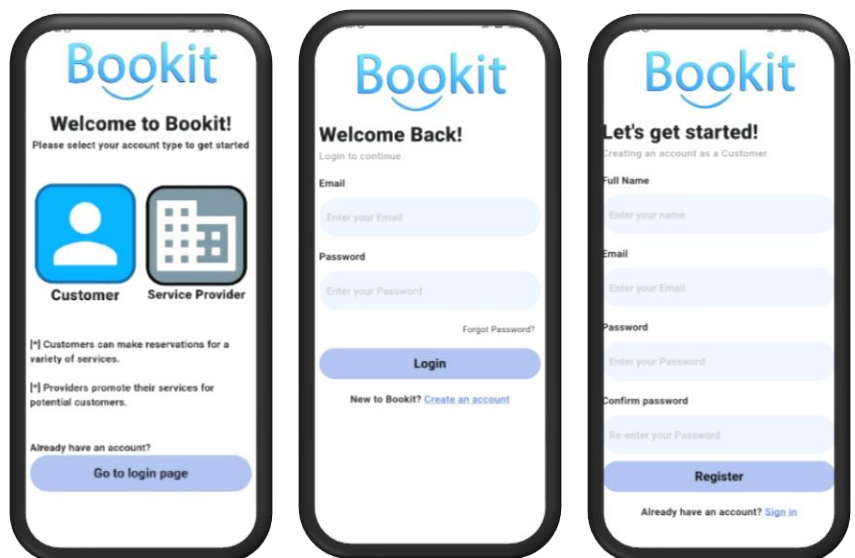 Bookit
Welcome to Bookit!
Please select your account type to get started
Customer
Service Provider
[*] Customers can make reservations for a
variety of services.
[*] Providers promote their services for
potential customers.
Already have an account?
Go to login page
Bookit
Welcome Back!
Login to continue
Email
Enter your Email
Password
Enter your Password
Forgot Password?
Login
New to Bookit? Create an account
Bookit
Let's get started!
Creating an account as a Customer
Full Name
Enter your name
Email
Enter your Email
Password
Enter your Password
Confirm password
Re-enter your Password
Register
Already have an account? Sign in